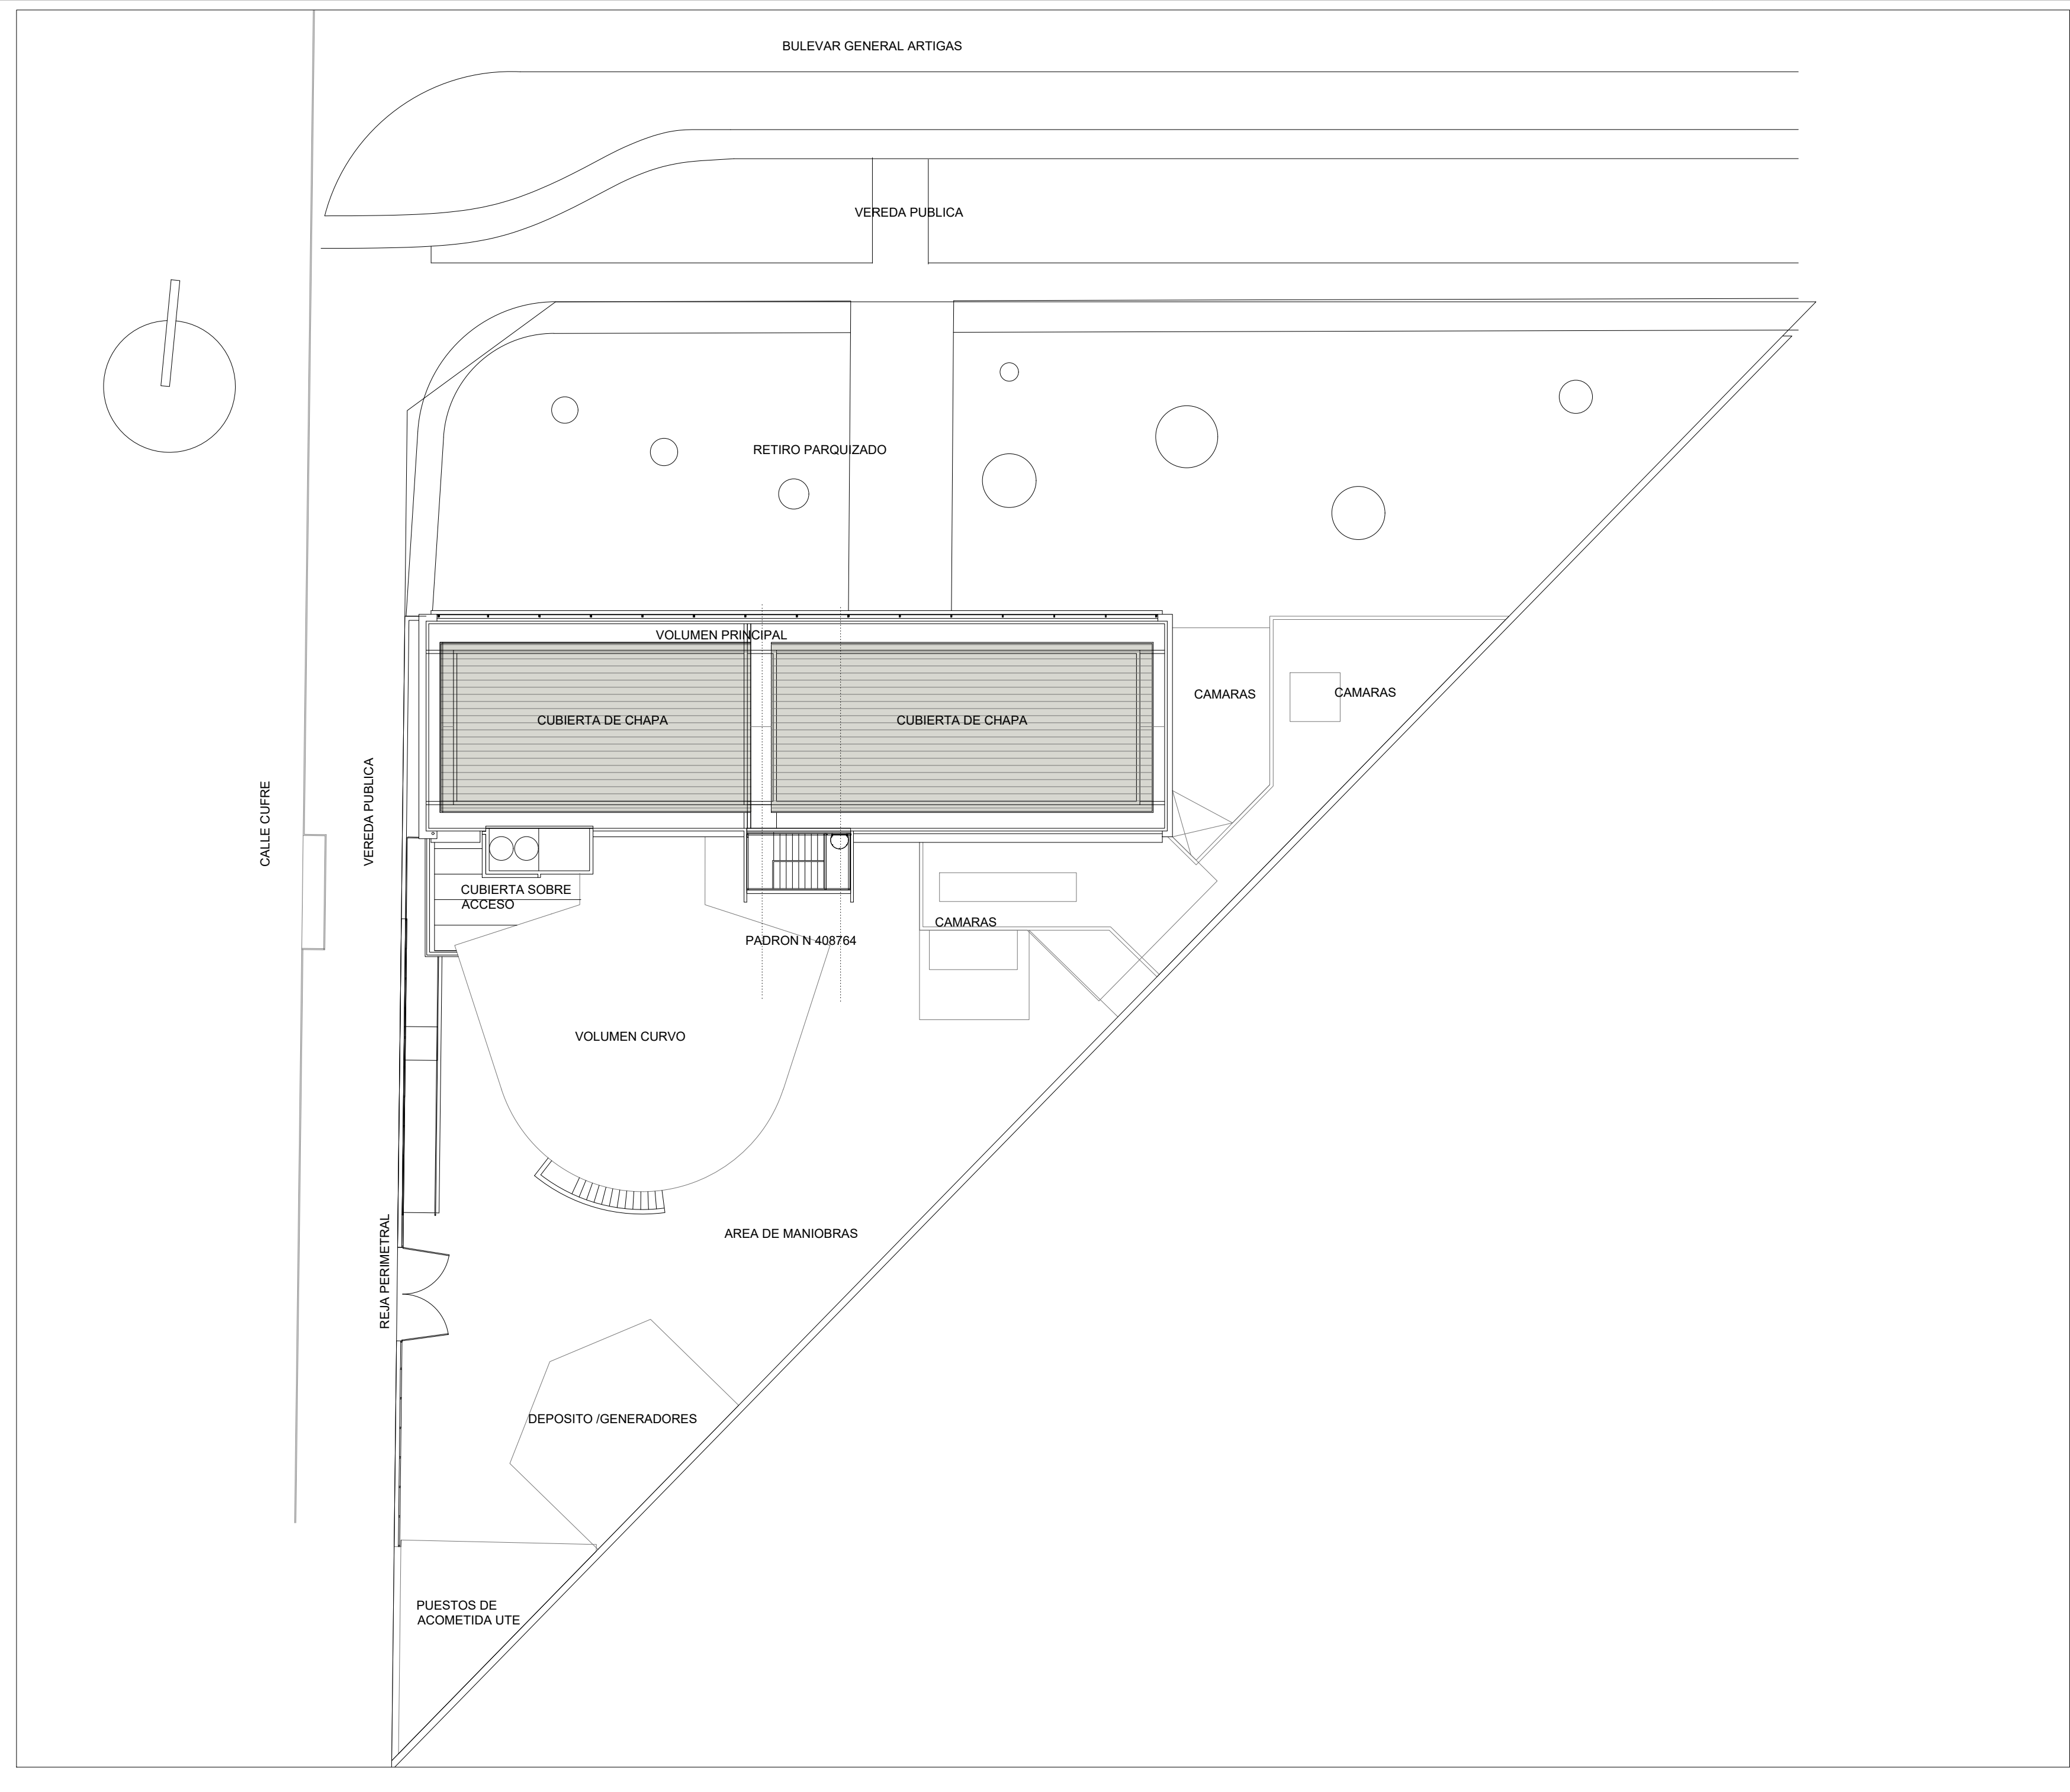 BULEVAR GENERAL ARTIGAS
VEREDA PUBLICA
RETIRO PARQUIZADO
VOLUMEN PRINCIPAL
CUBIERTA DE CHAPA
CUBIERTA DE CHAPA
CAMARAS
CAMARAS
CALLE CUFRE
VEREDA PUBLICA
CUBIERTA SOBRE
ACCESO
CAMARAS
PADRON N 408764
VOLUMEN CURVO
AREA DE MANIOBRAS
REJA PERIMETRAL
DEPOSITO /GENERADORES
PUESTOS DE
ACOMETIDA UTE